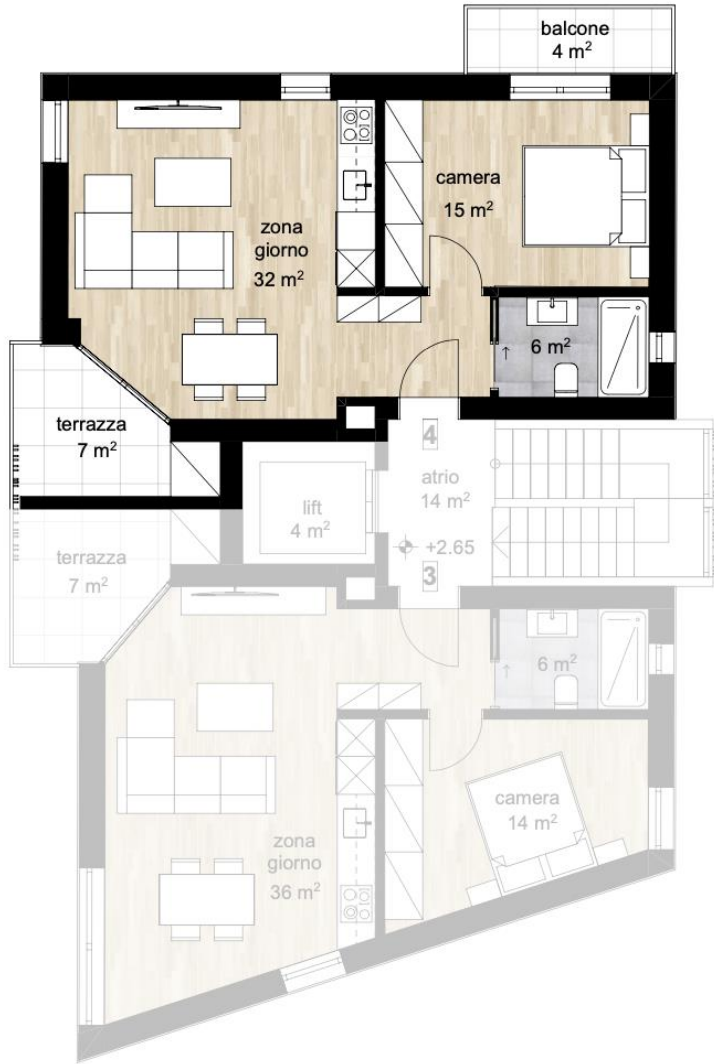 balcone
4 m²
camera
15 m²
zona
giorno
32 m²
↑
6 m²
terrazza
7 m²
4
atrio
14 m²
lift
4 m²
+2.65
3
terrazza
7 m²
↑
6 m²
camera
14 m²
zona
giorno
36 m²